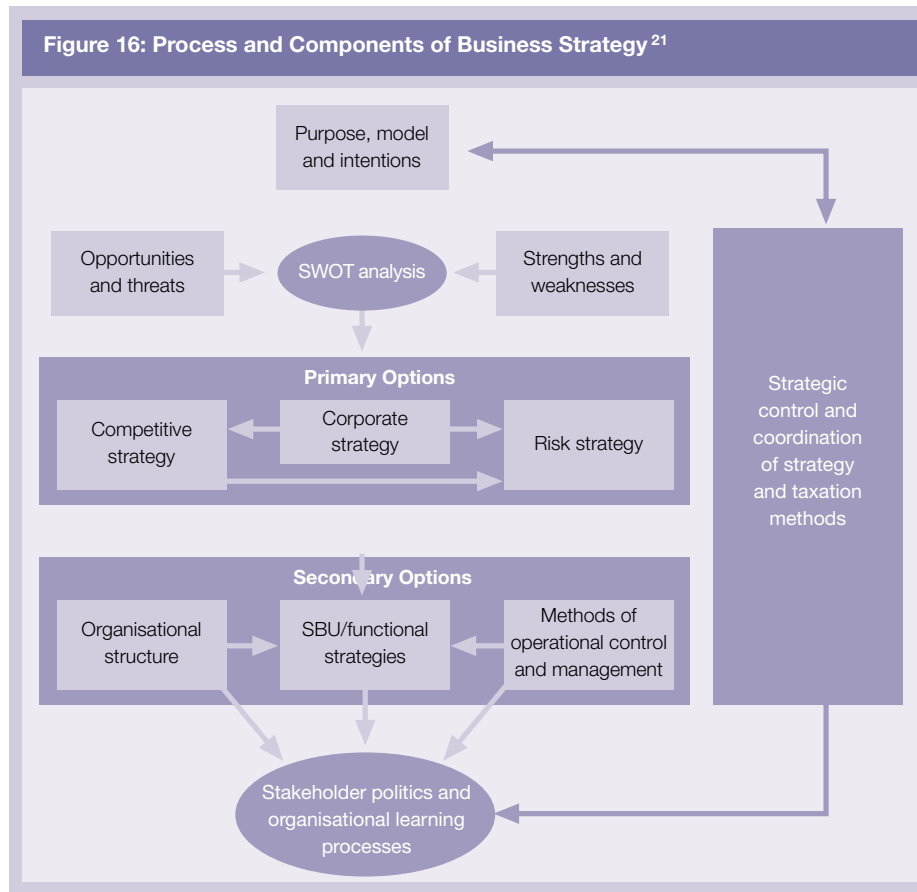 Figure 16: Process and Components of Business Strategy 21
Purpose, model
and intentions
Opportunities
and threats
SWOT analysis
Strengths and
weaknesses
Primary Options
Competitive
strategy
Corporate
strategy
Risk strategy
Strategic
control and
coordination
of strategy
and taxation
methods
Secondary Options
Organisational
structure
SBU/functional
strategies
Methods of
operational control
and management
Stakeholder politics and
organisational learning
processes